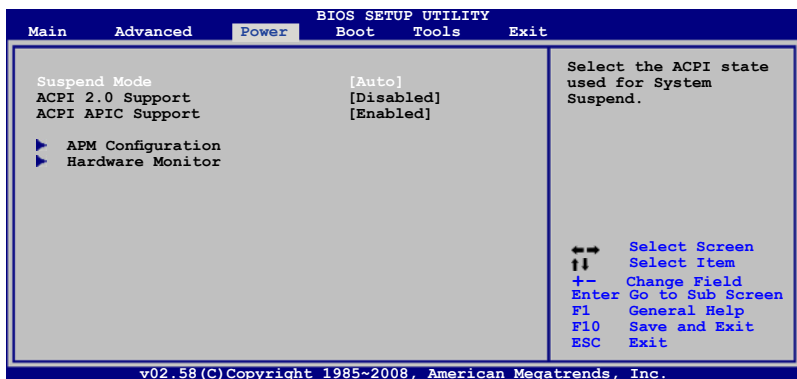 BIOS SETUP UTILITY
Main Advanced Power Boot Tools Exit
Suspend Mode [Auto]
ACPI 2.0 Support [Disabled]
ACPI APIC Support [Enabled]
APM Configuration
Hardware Monitor
Select the ACPI state
used for System
Suspend.
Select Screen
Select Item
+- Change Field
Enter Go to Sub Screen
F1 General Help
F10 Save and Exit
ESC Exit
v02.58(C)Copyright 1985~2008, American Megatrends, Inc.